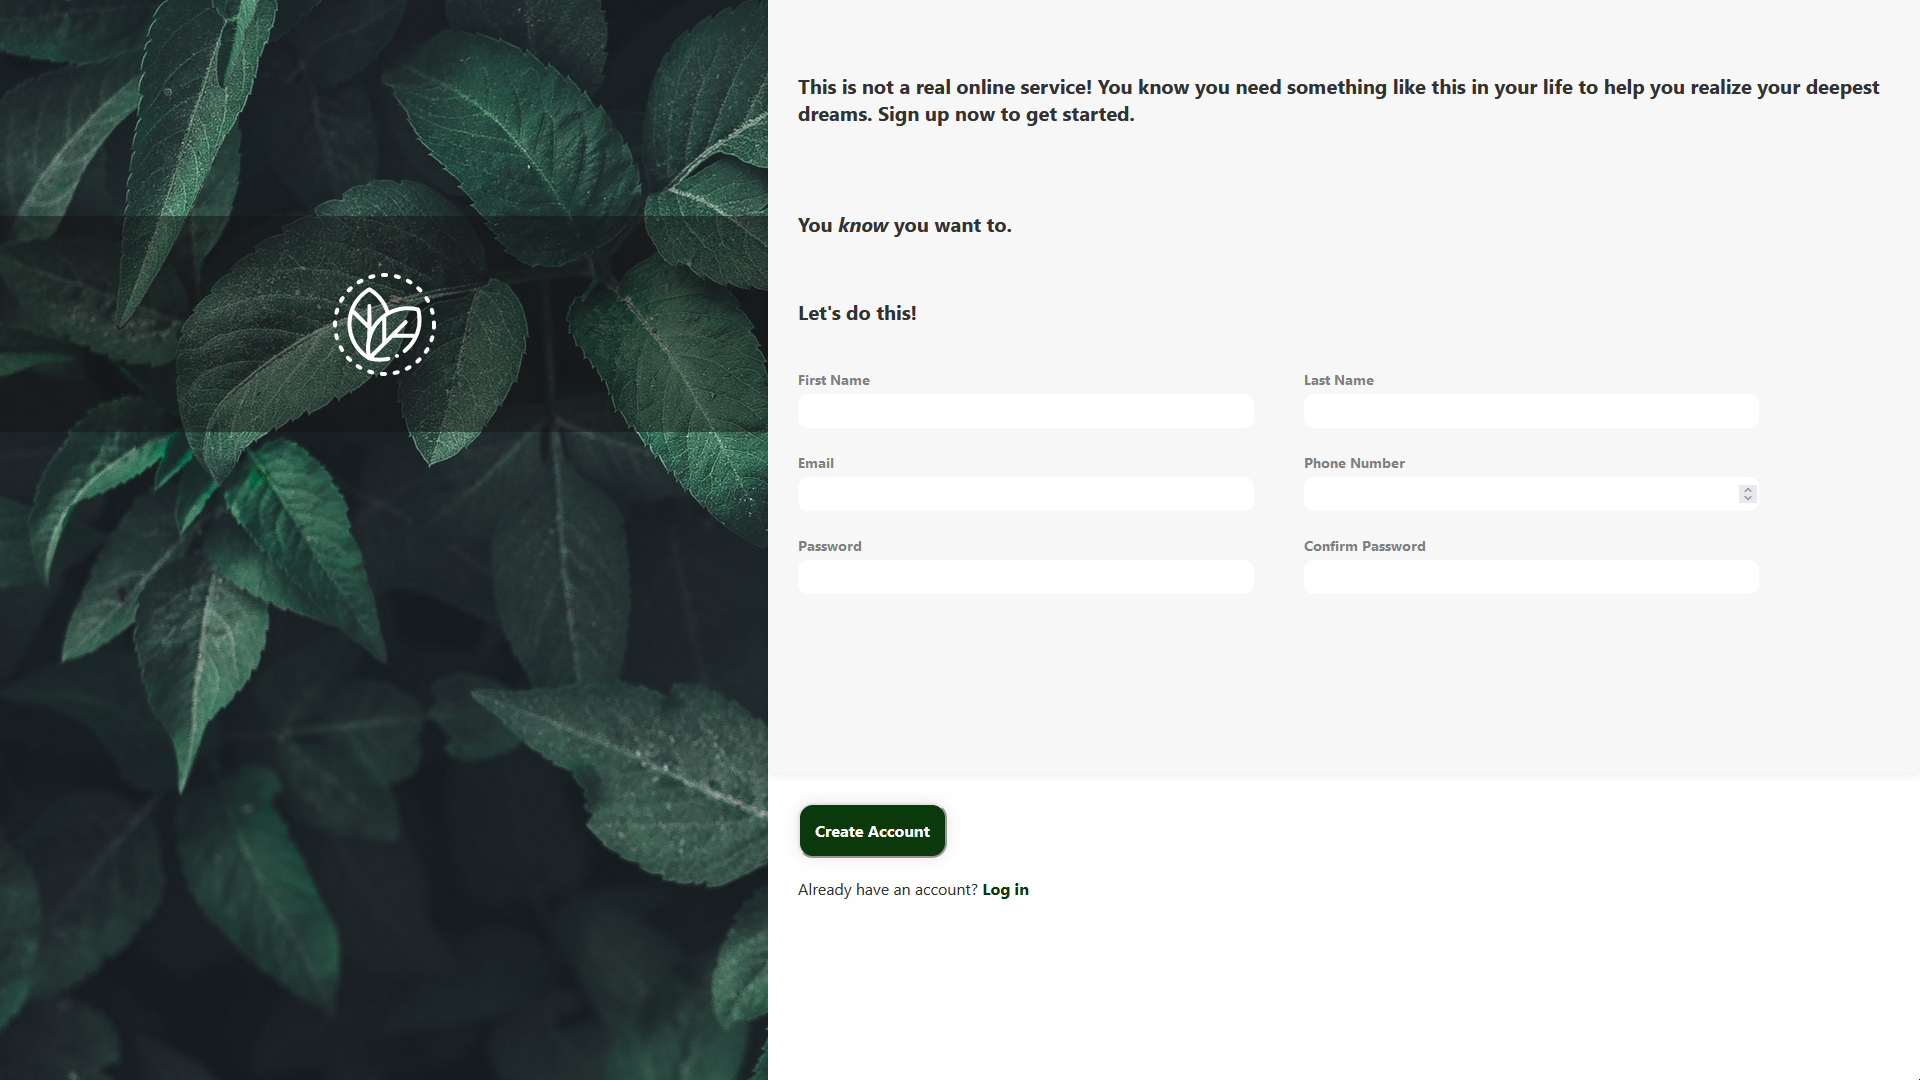 This is not a real online service! You know you need something like this in your life to help you realize your deepest
dreams. Sign up now to get started.
You know you want to.
Let's do this!
First Name
Last Name
Email
Phone Number
Password
Confirm Password
Create Account
Already have an account? Log in